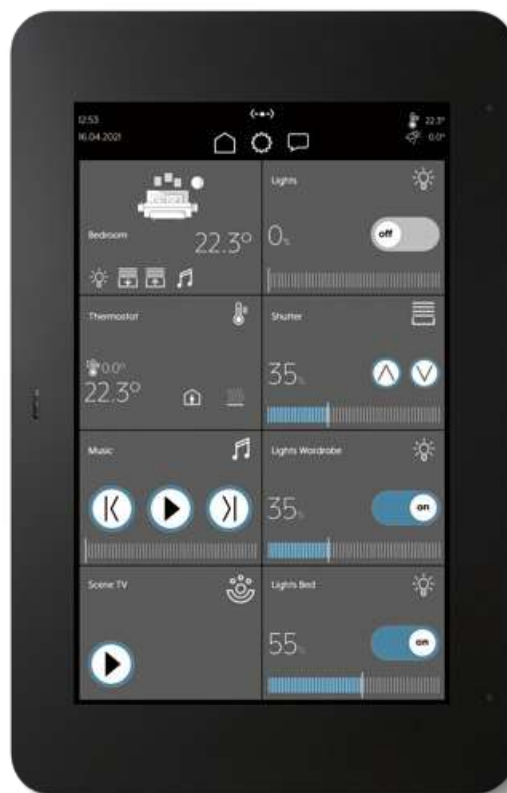 12:53
22.3°
16.04.2021
0.0°
Bedroom
22.3°
Lights
0%
off
Thermostat
0.0°
22.3°
Shutter
35%
Music
Lights Wardrobe
35%
on
Scene TV
Lights Bed
55%
on